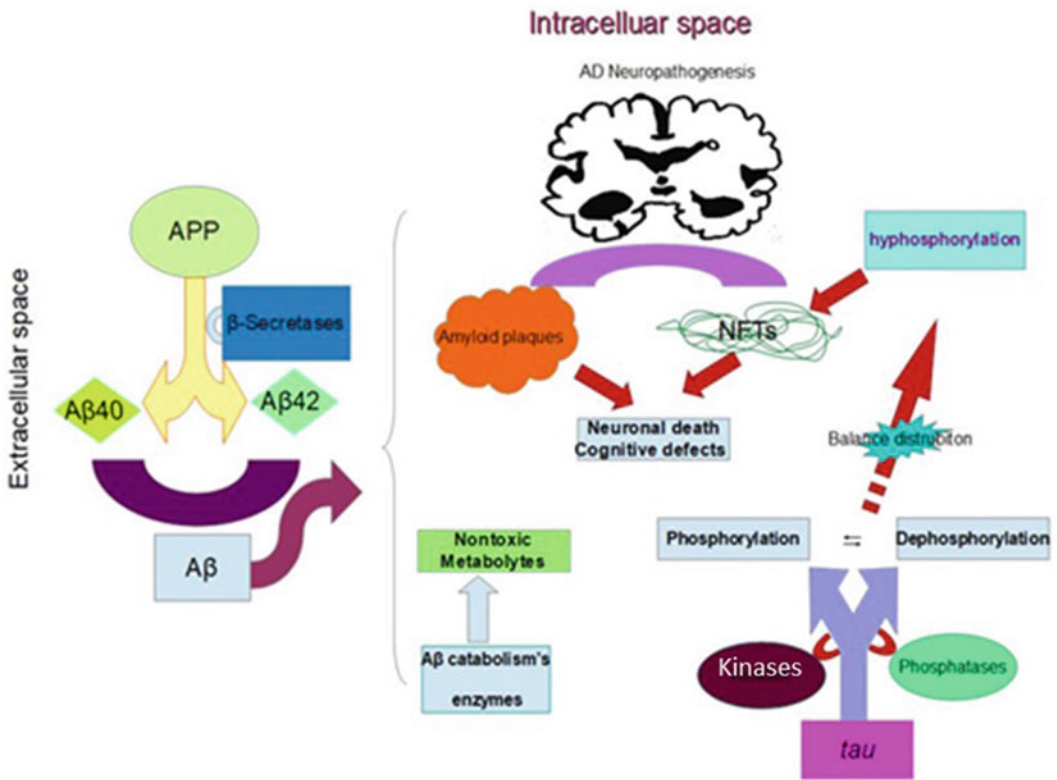 Intracelluar space
AD Neuropathogenesis
Extracellular space
APP
β-Secretases
Aβ40
Aβ42
Aβ
hyphosphorylation
Amyloid plaques
NFTs
Neuronal death
Cognitive defects
Balance distrubiton
Nontoxic
Metabolytes
Aβ catabolism's
enzymes
Phosphorylation
⇆
Dephosphorylation
Kinases
Phosphatases
tau